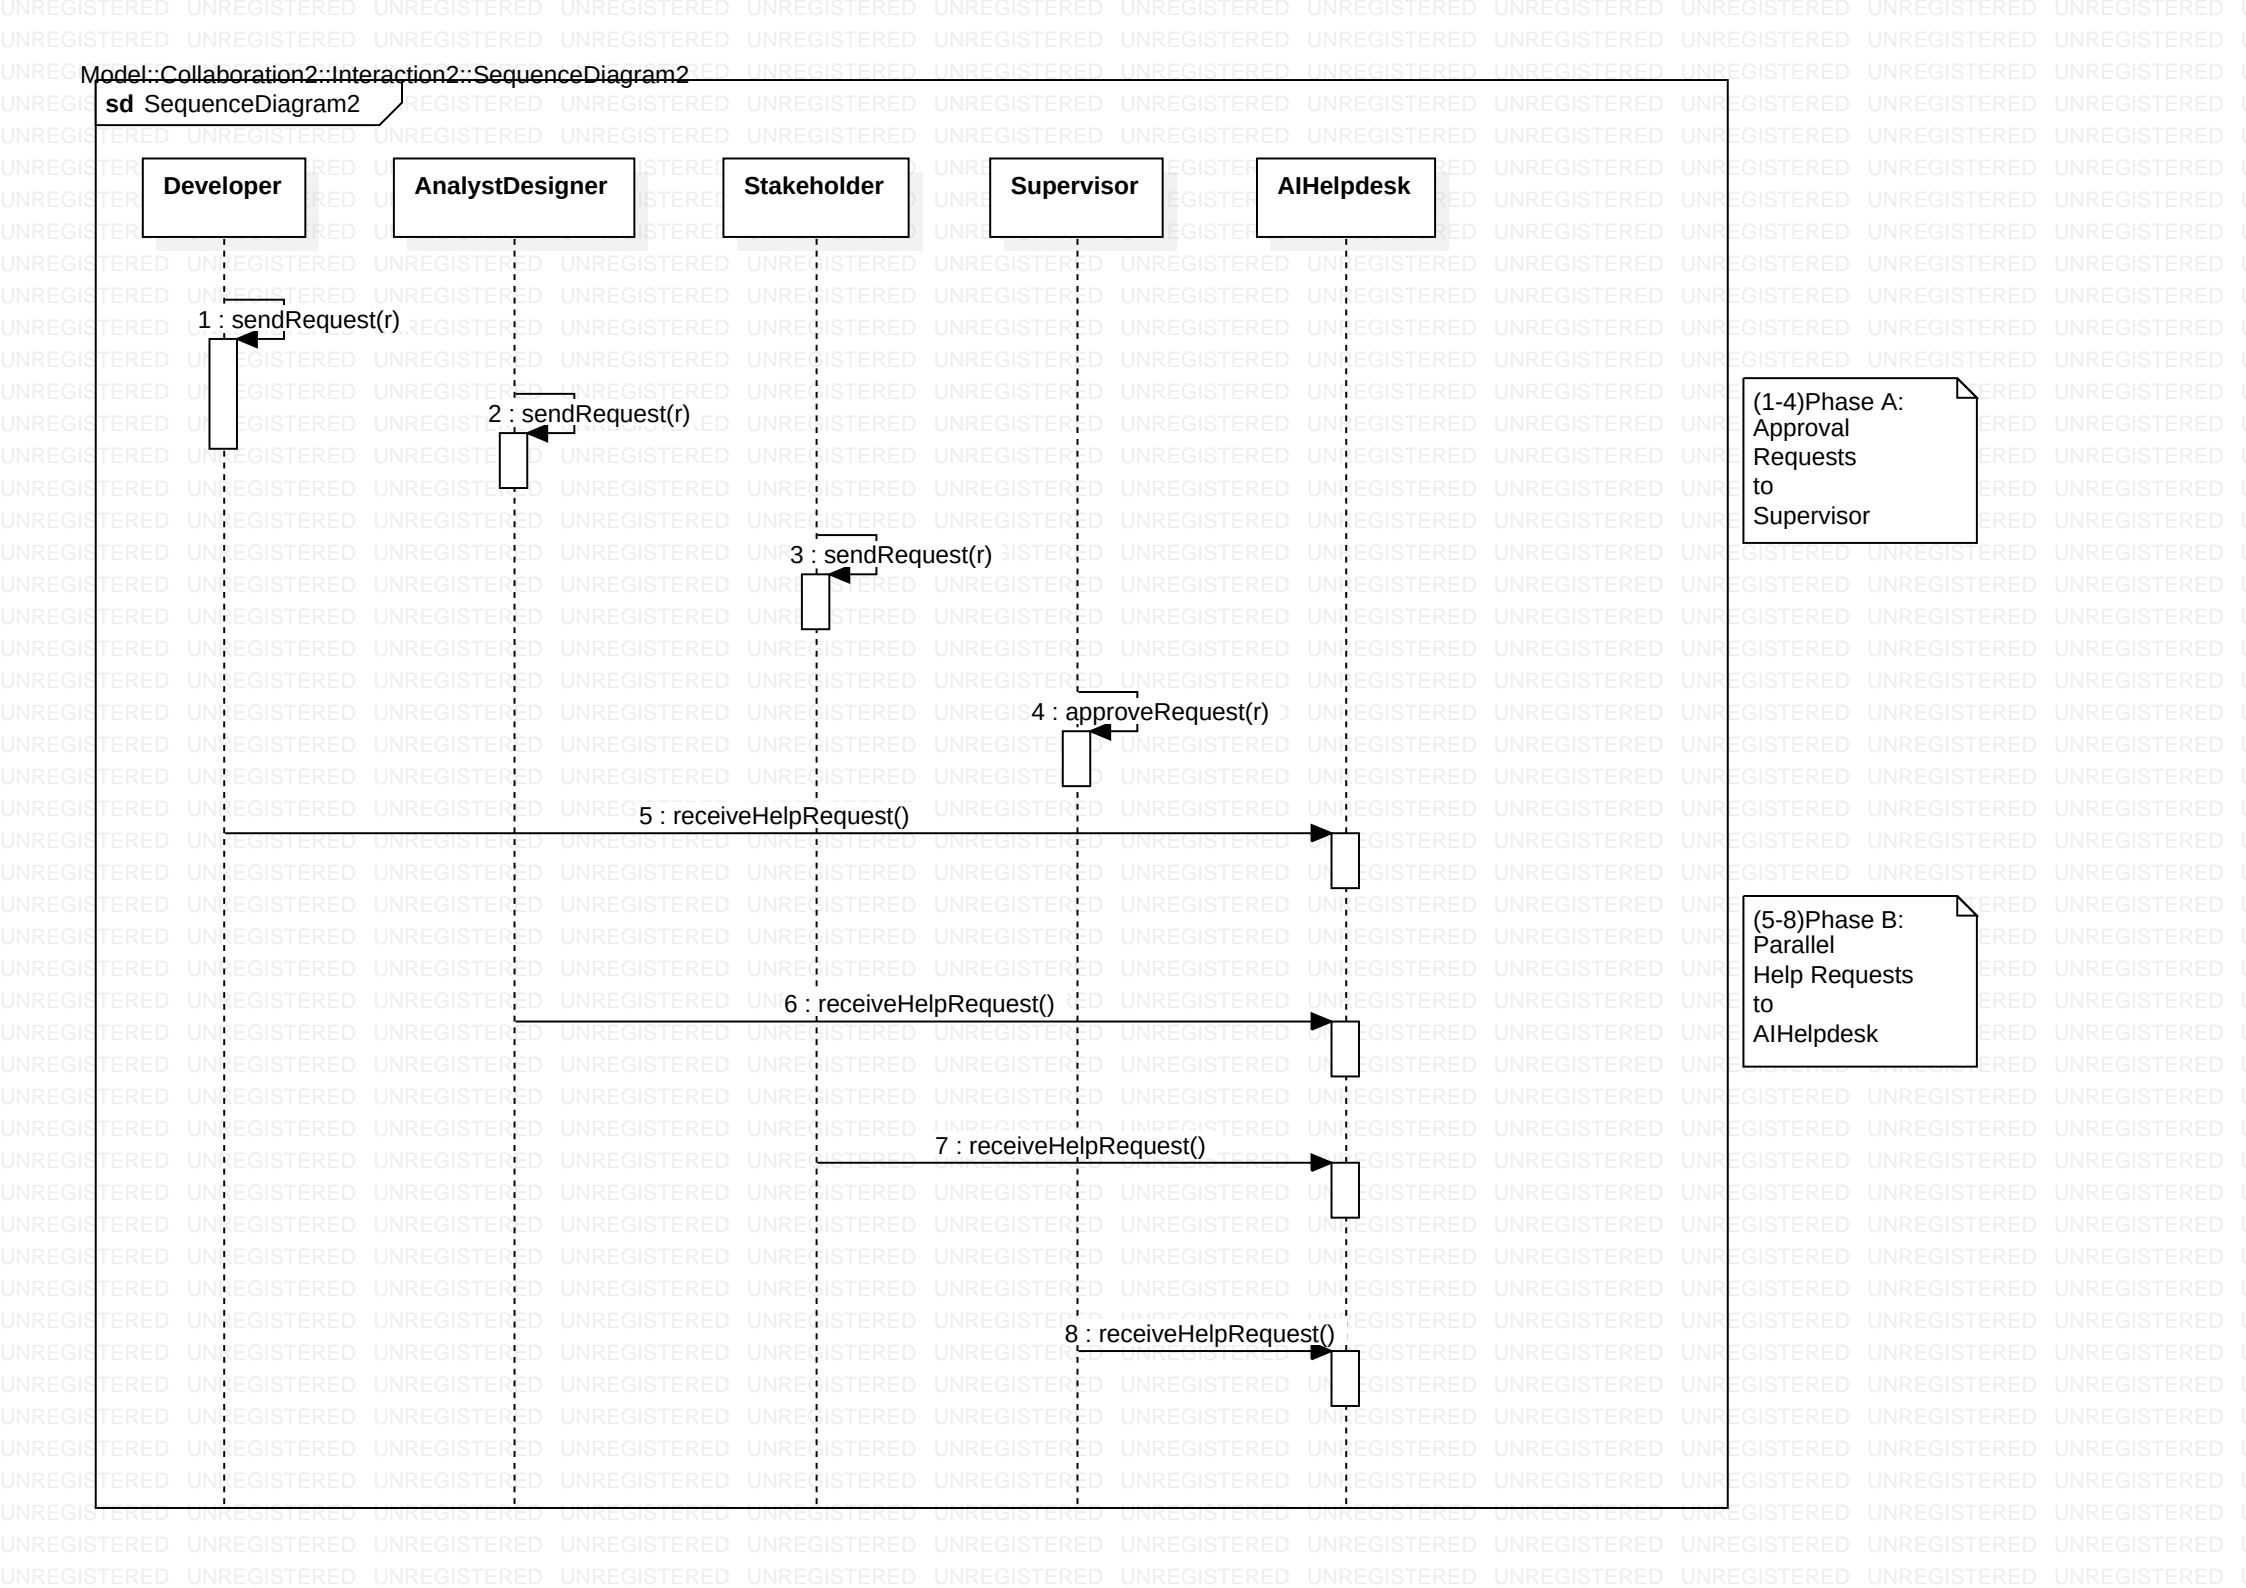 Model::Collaboration2::Interaction2::SequenceDiagram2
sd SequenceDiagram2
Developer
AnalystDesigner
Stakeholder
Supervisor
AIHelpdesk
1 : sendRequest(r)
2 : sendRequest(r)
(1-4)Phase A:
Approval
Requests
to
Supervisor
3 : sendRequest(r)
4 : approveRequest(r)
5 : receiveHelpRequest()
(5-8)Phase B:
Parallel
Help Requests
to
AIHelpdesk
6 : receiveHelpRequest()
7 : receiveHelpRequest()
8 : receiveHelpRequest()
UNREGISTERED